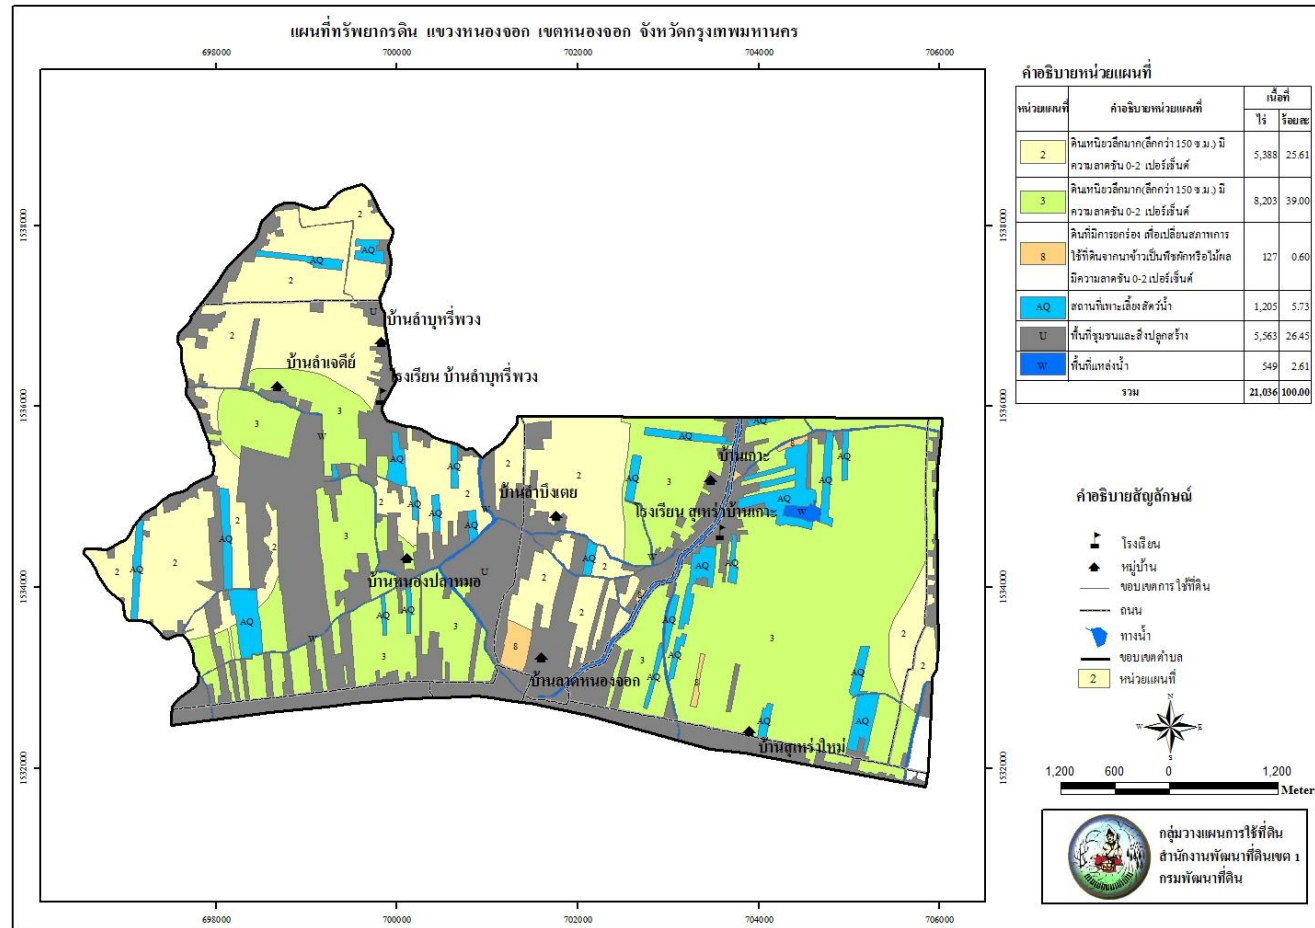 แผนที่ทรัพยากรดิน แขวงหนองจอก เขตหนองจอก จังหวัดกรุงเทพมหานคร
698000 700000 702000 704000 706000
1538000 1538000
1536000 1536000
1534000 1534000
1532000 1532000
698000 700000 702000 704000 706000
บ้านลำบุหรี่พวง
บ้านลำเจดีย์
โรงเรียน บ้านลำบุหรี่พวง
บ้านเกาะ
บ้านลำบึงเตย
โรงเรียน สุเหร่าบ้านเกาะ
บ้านหนองปลาหมอ
บ้านลาดหนองจอก
บ้านสุเหร่าใหม่
คำอธิบายหน่วยแผนที่
หน่วยแผนที่ คำอธิบายหน่วยแผนที่ เนื้อที่
ไร่ ร้อยละ
2 ดินเหนียวลึกมาก(ลึกกว่า 150 ซ.ม.) มี
ความลาดชัน 0-2 เปอร์เซ็นต์ 5,388 25.61
3 ดินเหนียวลึกมาก(ลึกกว่า 150 ซ.ม.) มี
ความลาดชัน 0-2 เปอร์เซ็นต์ 8,203 39.00
8 ดินที่มีการยกร่อง เพื่อเปลี่ยนสภาพการ
ใช้ที่ดินจากนาข้าวเป็นพืชผักหรือไม้ผล 127 0.60
มีความลาดชัน 0-2 เปอร์เซ็นต์
AQ สถานที่เพาะเลี้ยงสัตว์น้ำ 1,205 5.73
U พื้นที่ชุมชนและสิ่งปลูกสร้าง 5,563 26.45
W พื้นที่แหล่งน้ำ 549 2.61
รวม 21,036 100.00
คำอธิบายสัญลักษณ์
โรงเรียน
หมู่บ้าน
ขอบเขตการใช้ที่ดิน
ถนน
ทางน้ำ
ขอบเขตตำบล
2 หน่วยแผนที่
N
W E
S
1,200 600 0 1,200
Meters
กลุ่มวางแผนการใช้ที่ดิน
สำนักงานพัฒนาที่ดินเขต 1
กรมพัฒนาที่ดิน